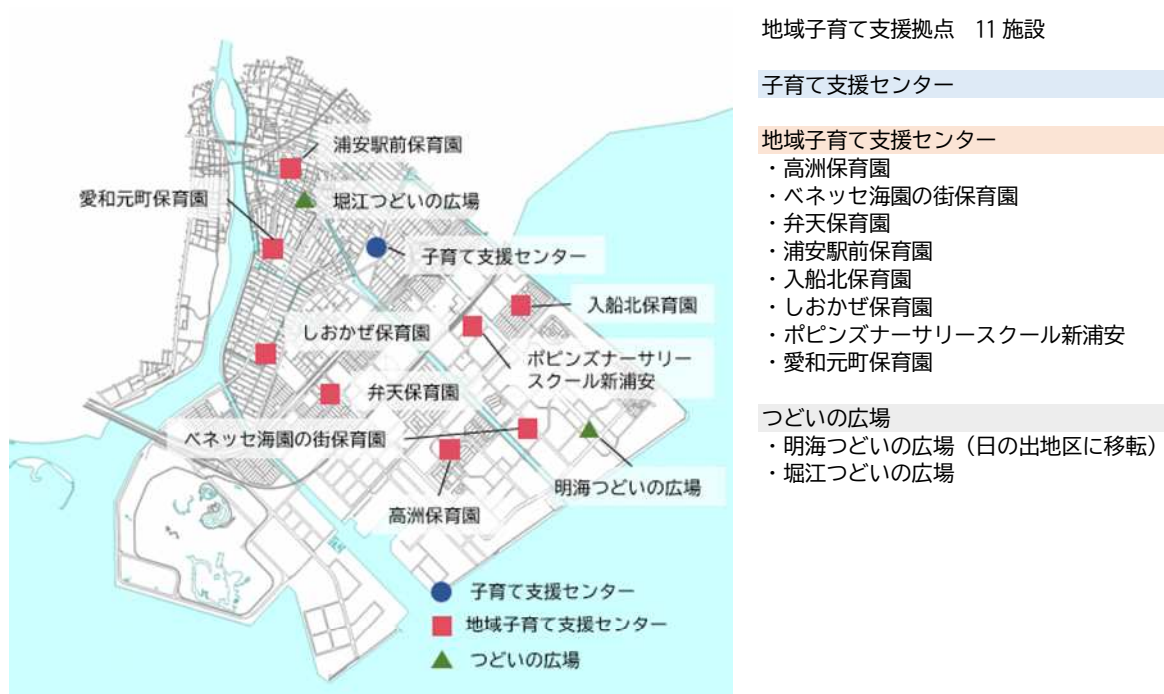 浦安駅前保育園
愛和元町保育園
堀江つどいの広場
子育て支援センター
入船北保育園
しおかぜ保育園
ポピンズナーサリー
スクール新浦安
弁天保育園
ベネッセ海園の街保育園
明海つどいの広場
高洲保育園
子育て支援センター
地域子育て支援センター
つどいの広場
地域子育て支援拠点　11 施設
子育て支援センター
地域子育て支援センター
・高洲保育園
・ベネッセ海園の街保育園
・弁天保育園
・浦安駅前保育園
・入船北保育園
・しおかぜ保育園
・ポピンズナーサリースクール新浦安
・愛和元町保育園
つどいの広場
・明海つどいの広場（日の出地区に移転）
・堀江つどいの広場